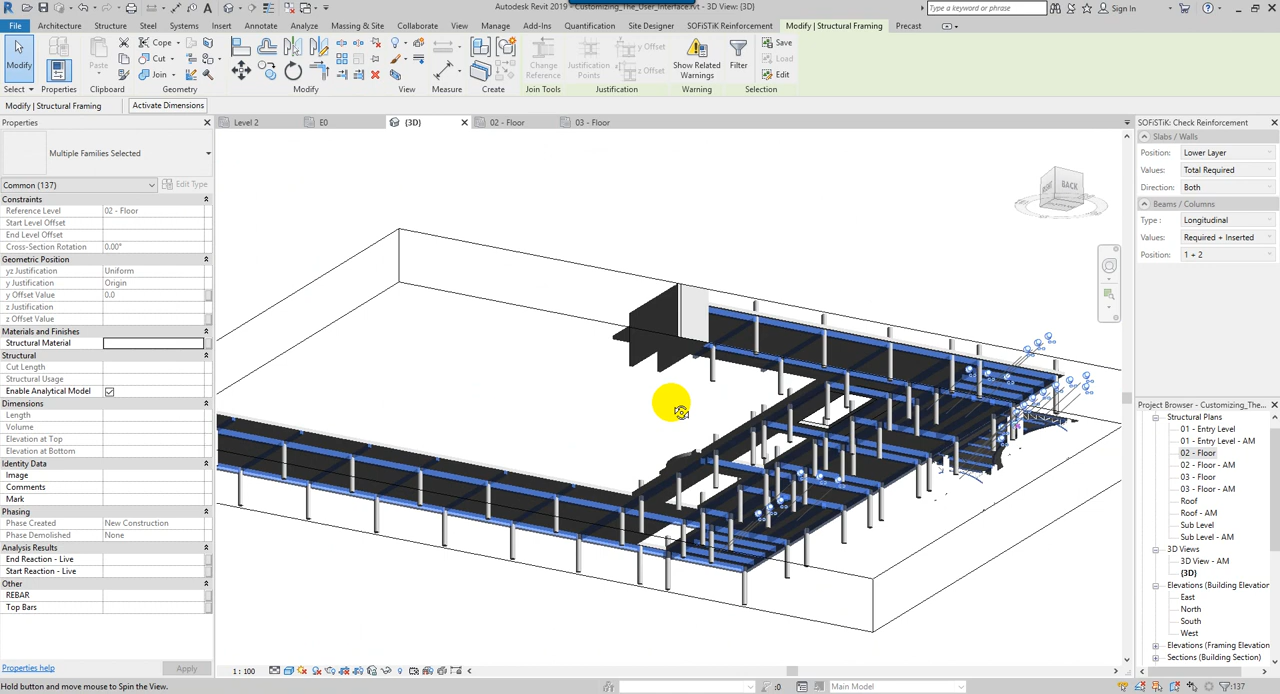 Autodesk Revit 2019 - Customizing_The_User_Interface.rvt - 3D View: {3D}
Type a keyword or phrase
Sign In
File Architecture Structure Steel Systems Insert Annotate Analyze Massing & Site Collaborate View Manage Add-Ins Quantification Site Designer SOFiSTiK Reinforcement Modify | Structural Framing Precast
Modify
Paste
Cope
Cut
Join
Change Reference
Justification Points
y Offset
z Offset
Show Related Warnings
Filter
Save
Load
Edit
Select Properties Clipboard Geometry Modify View Measure Create Join Tools Justification Warning Selection
Modify | Structural Framing
Activate Dimensions
Properties
Multiple Families Selected
Common (137)
Edit Type
Constraints
Reference Level 02 - Floor
Start Level Offset
End Level Offset
Cross-Section Rotation 0.00°
Geometric Position
yz Justification Uniform
y Justification Origin
y Offset Value 0.0
z Justification
z Offset Value
Materials and Finishes
Structural Material
Structural
Cut Length
Structural Usage
Enable Analytical Model
Dimensions
Length
Volume
Elevation at Top
Elevation at Bottom
Identity Data
Image
Comments
Mark
Phasing
Phase Created New Construction
Phase Demolished None
Analysis Results
End Reaction - Live
Start Reaction - Live
Other
REBAR
Top Bars
Properties help
Apply
Level 2
E0
{3D}
02 - Floor
03 - Floor
RIGHT
BACK
SOFiSTiK: Check Reinforcement
Slabs / Walls
Position: Lower Layer
Values: Total Required
Direction: Both
Beams / Columns
Type : Longitudinal
Values: Required + Inserted
Position: 1 + 2
Project Browser - Customizing_The...
Structural Plans
01 - Entry Level
01 - Entry Level - AM
02 - Floor
02 - Floor - AM
03 - Floor
03 - Floor - AM
Roof
Roof - AM
Sub Level
Sub Level - AM
3D Views
3D View - AM
{3D}
Elevations (Building Elevation
East
North
South
West
Elevations (Framing Elevation
Sections (Building Section)
1 : 100
Hold button and move mouse to Spin the View.
:0
Main Model
:137